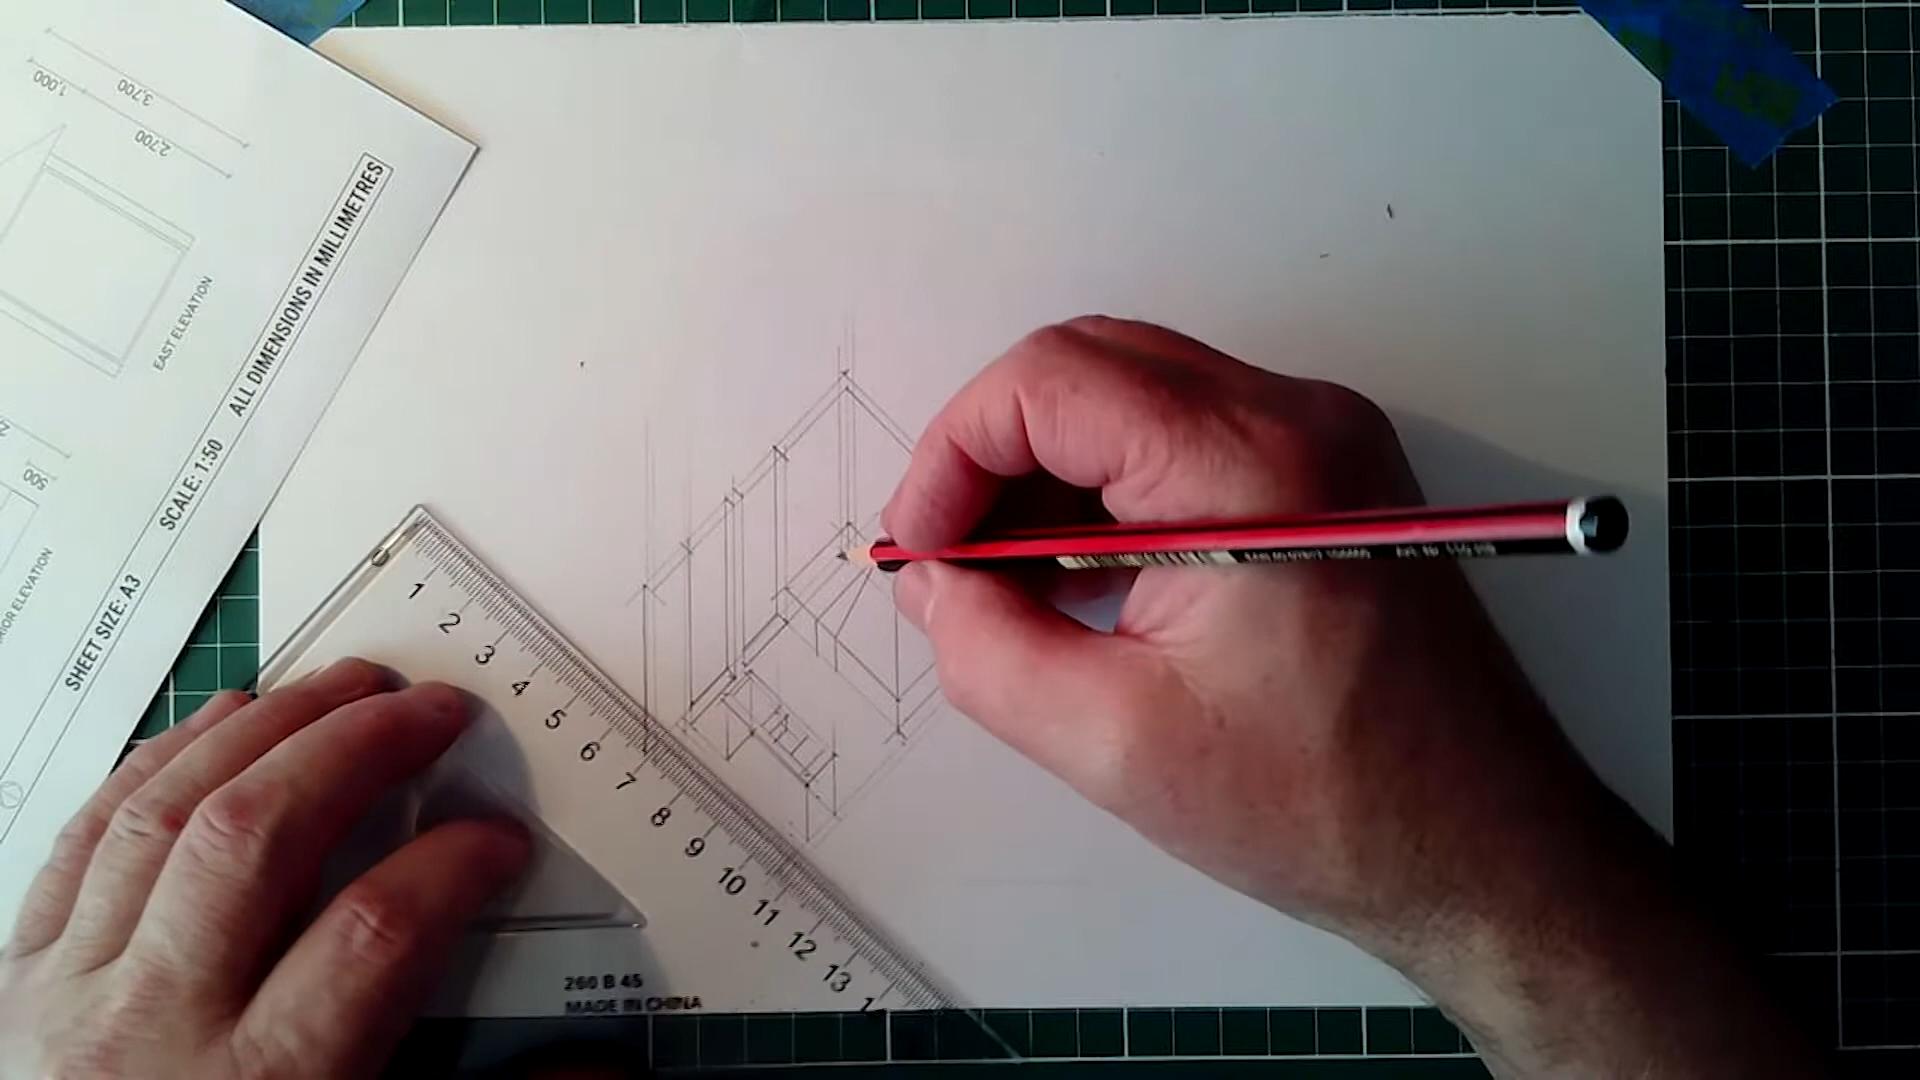 3,700
1,000
2,700
EAST ELEVATION
500
ALL DIMENSIONS IN MILLIMETRES
SCALE: 1:50
SHEET SIZE: A3
ELEVATION
1
2
3
4
5
6
7
8
9
10
11
12
13
260 B 45
MADE IN CHINA